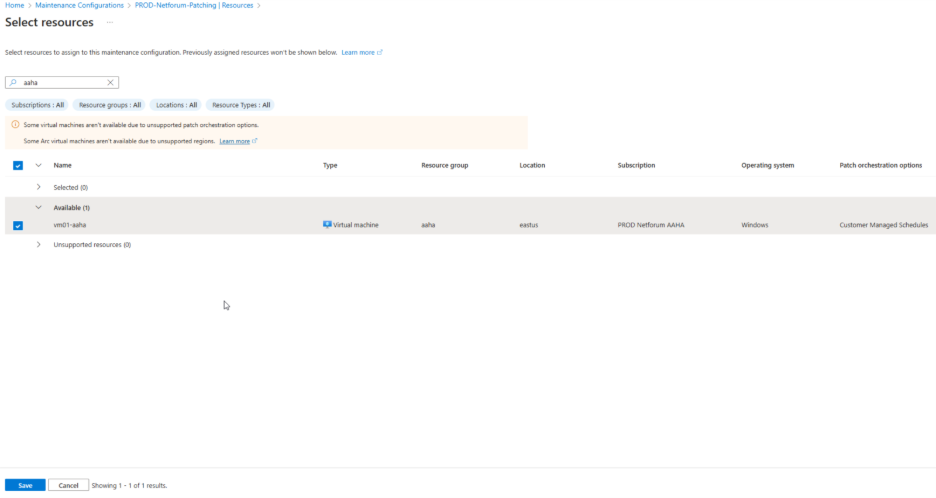 Home > Maintenance Configurations > PROD-Netforum-Patching | Resources >
Select resources ...
Select resources to assign to this maintenance configuration. Previously assigned resources won't be shown below. Learn more
aaha
Subscriptions : All Resource groups : All Locations : All Resource Types : All
Some virtual machines aren't available due to unsupported patch orchestration options.
Some Arc virtual machines aren't available due to unsupported regions. Learn more
Name Type Resource group Location Subscription Operating system Patch orchestration options
Selected (0)
Available (1)
vm01-aaha Virtual machine aaha eastus PROD Netforum AAHA Windows Customer Managed Schedules
Unsupported resources (0)
Save Cancel Showing 1 - 1 of 1 results.